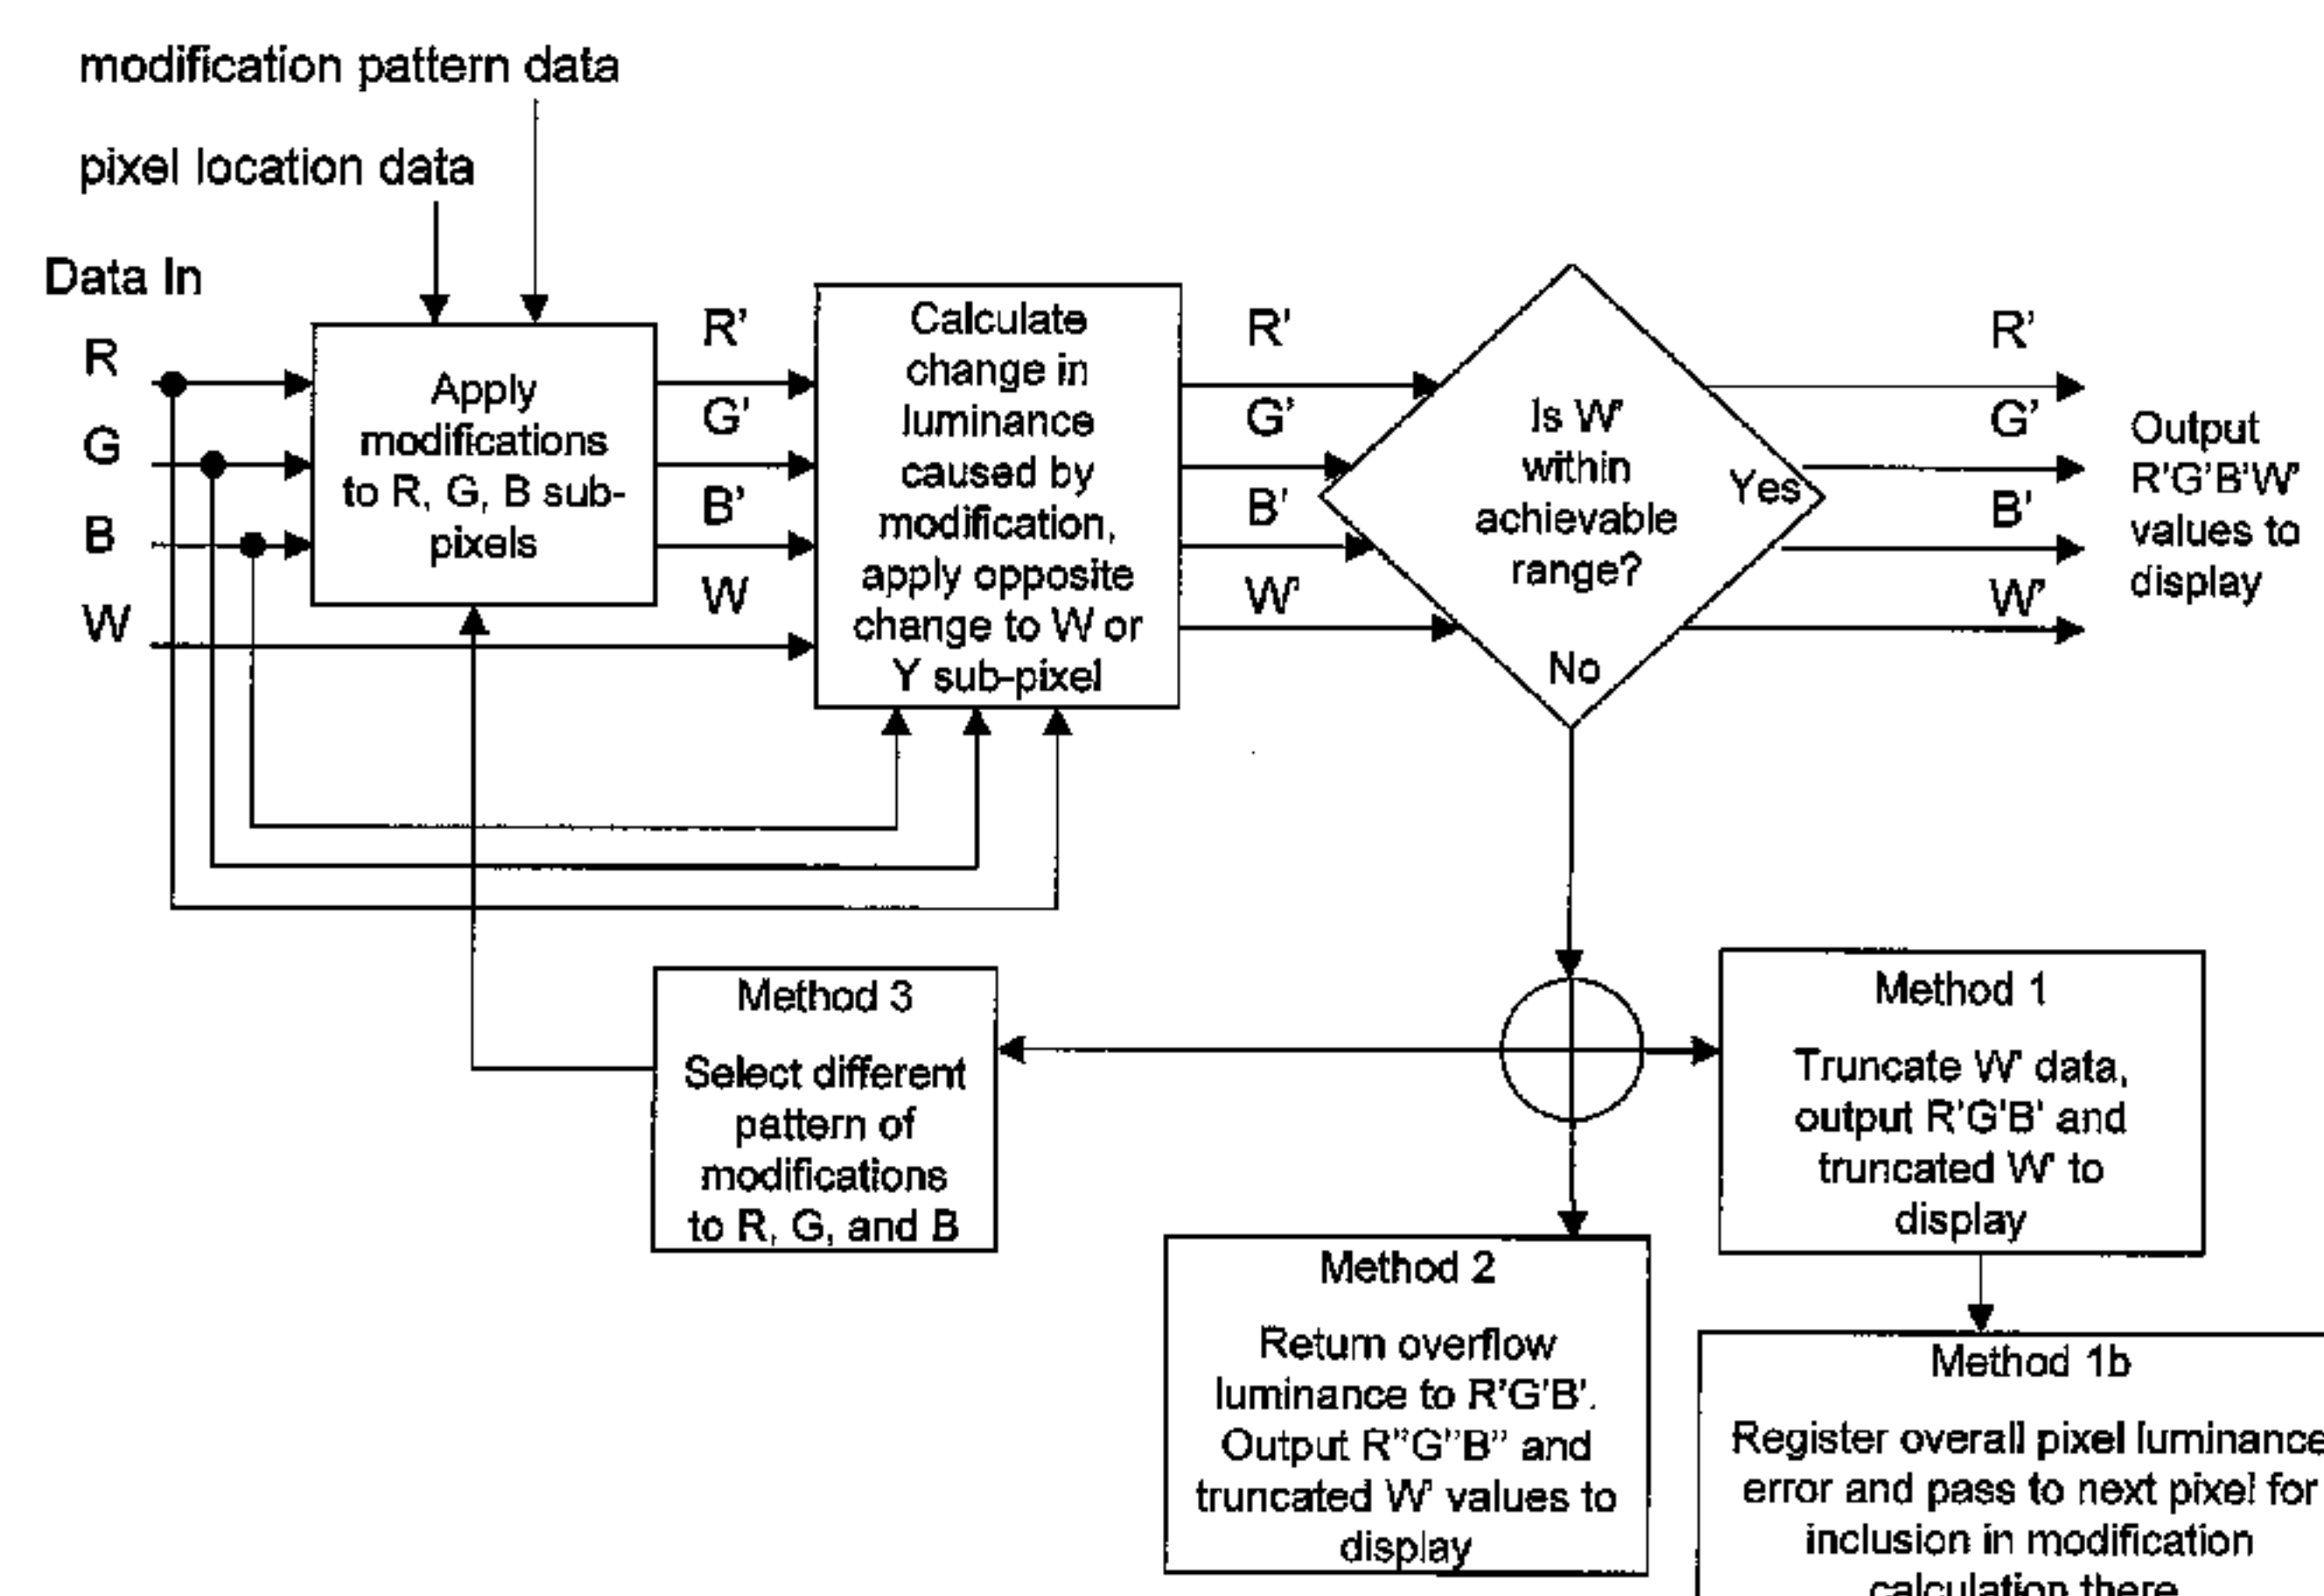 modification pattern data
pixel location data
Data In
R
G
B
W
Apply
modifications
to R, G, B sub-
pixels
R'
G'
B'
W
Calculate
change in
luminance
caused by
modification,
apply opposite
change to W or
Y sub-pixel
R'
G'
B'
W'
Is W'
within
achievable
range?
Yes
No
R'
G'
B'
W'
Output
R'G'B'W'
values to
display
Method 3
Select different
pattern of
modifications
to R, G, and B
Method 1
Truncate W' data,
output R'G'B' and
truncated W' to
display
Method 2
Return overflow
luminance to R'G'B'.
Output R"G"B" and
truncated W' values to
display
Method 1b
Register overall pixel luminance
error and pass to next pixel for
inclusion in modification
calculation there